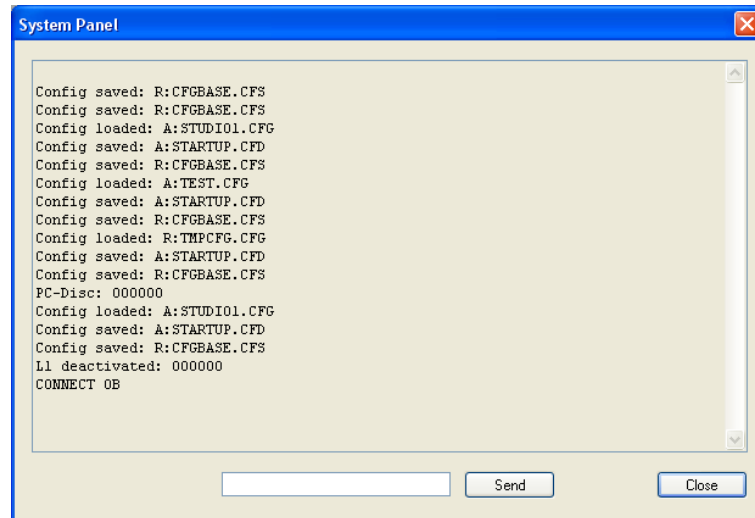 System Panel
Config saved: R:CFGBASE.CFS
Config saved: R:CFGBASE.CFS
Config loaded: A:STUDIO1.CFG
Config saved: A:STARTUP.CFD
Config saved: R:CFGBASE.CFS
Config loaded: A:TEST.CFG
Config saved: A:STARTUP.CFD
Config saved: R:CFGBASE.CFS
Config loaded: R:TMPCFG.CFG
Config saved: A:STARTUP.CFD
Config saved: R:CFGBASE.CFS
PC-Disc: 000000
Config loaded: A:STUDIO1.CFG
Config saved: A:STARTUP.CFD
Config saved: R:CFGBASE.CFS
L1 deactivated: 000000
CONNECT OB
Send Close